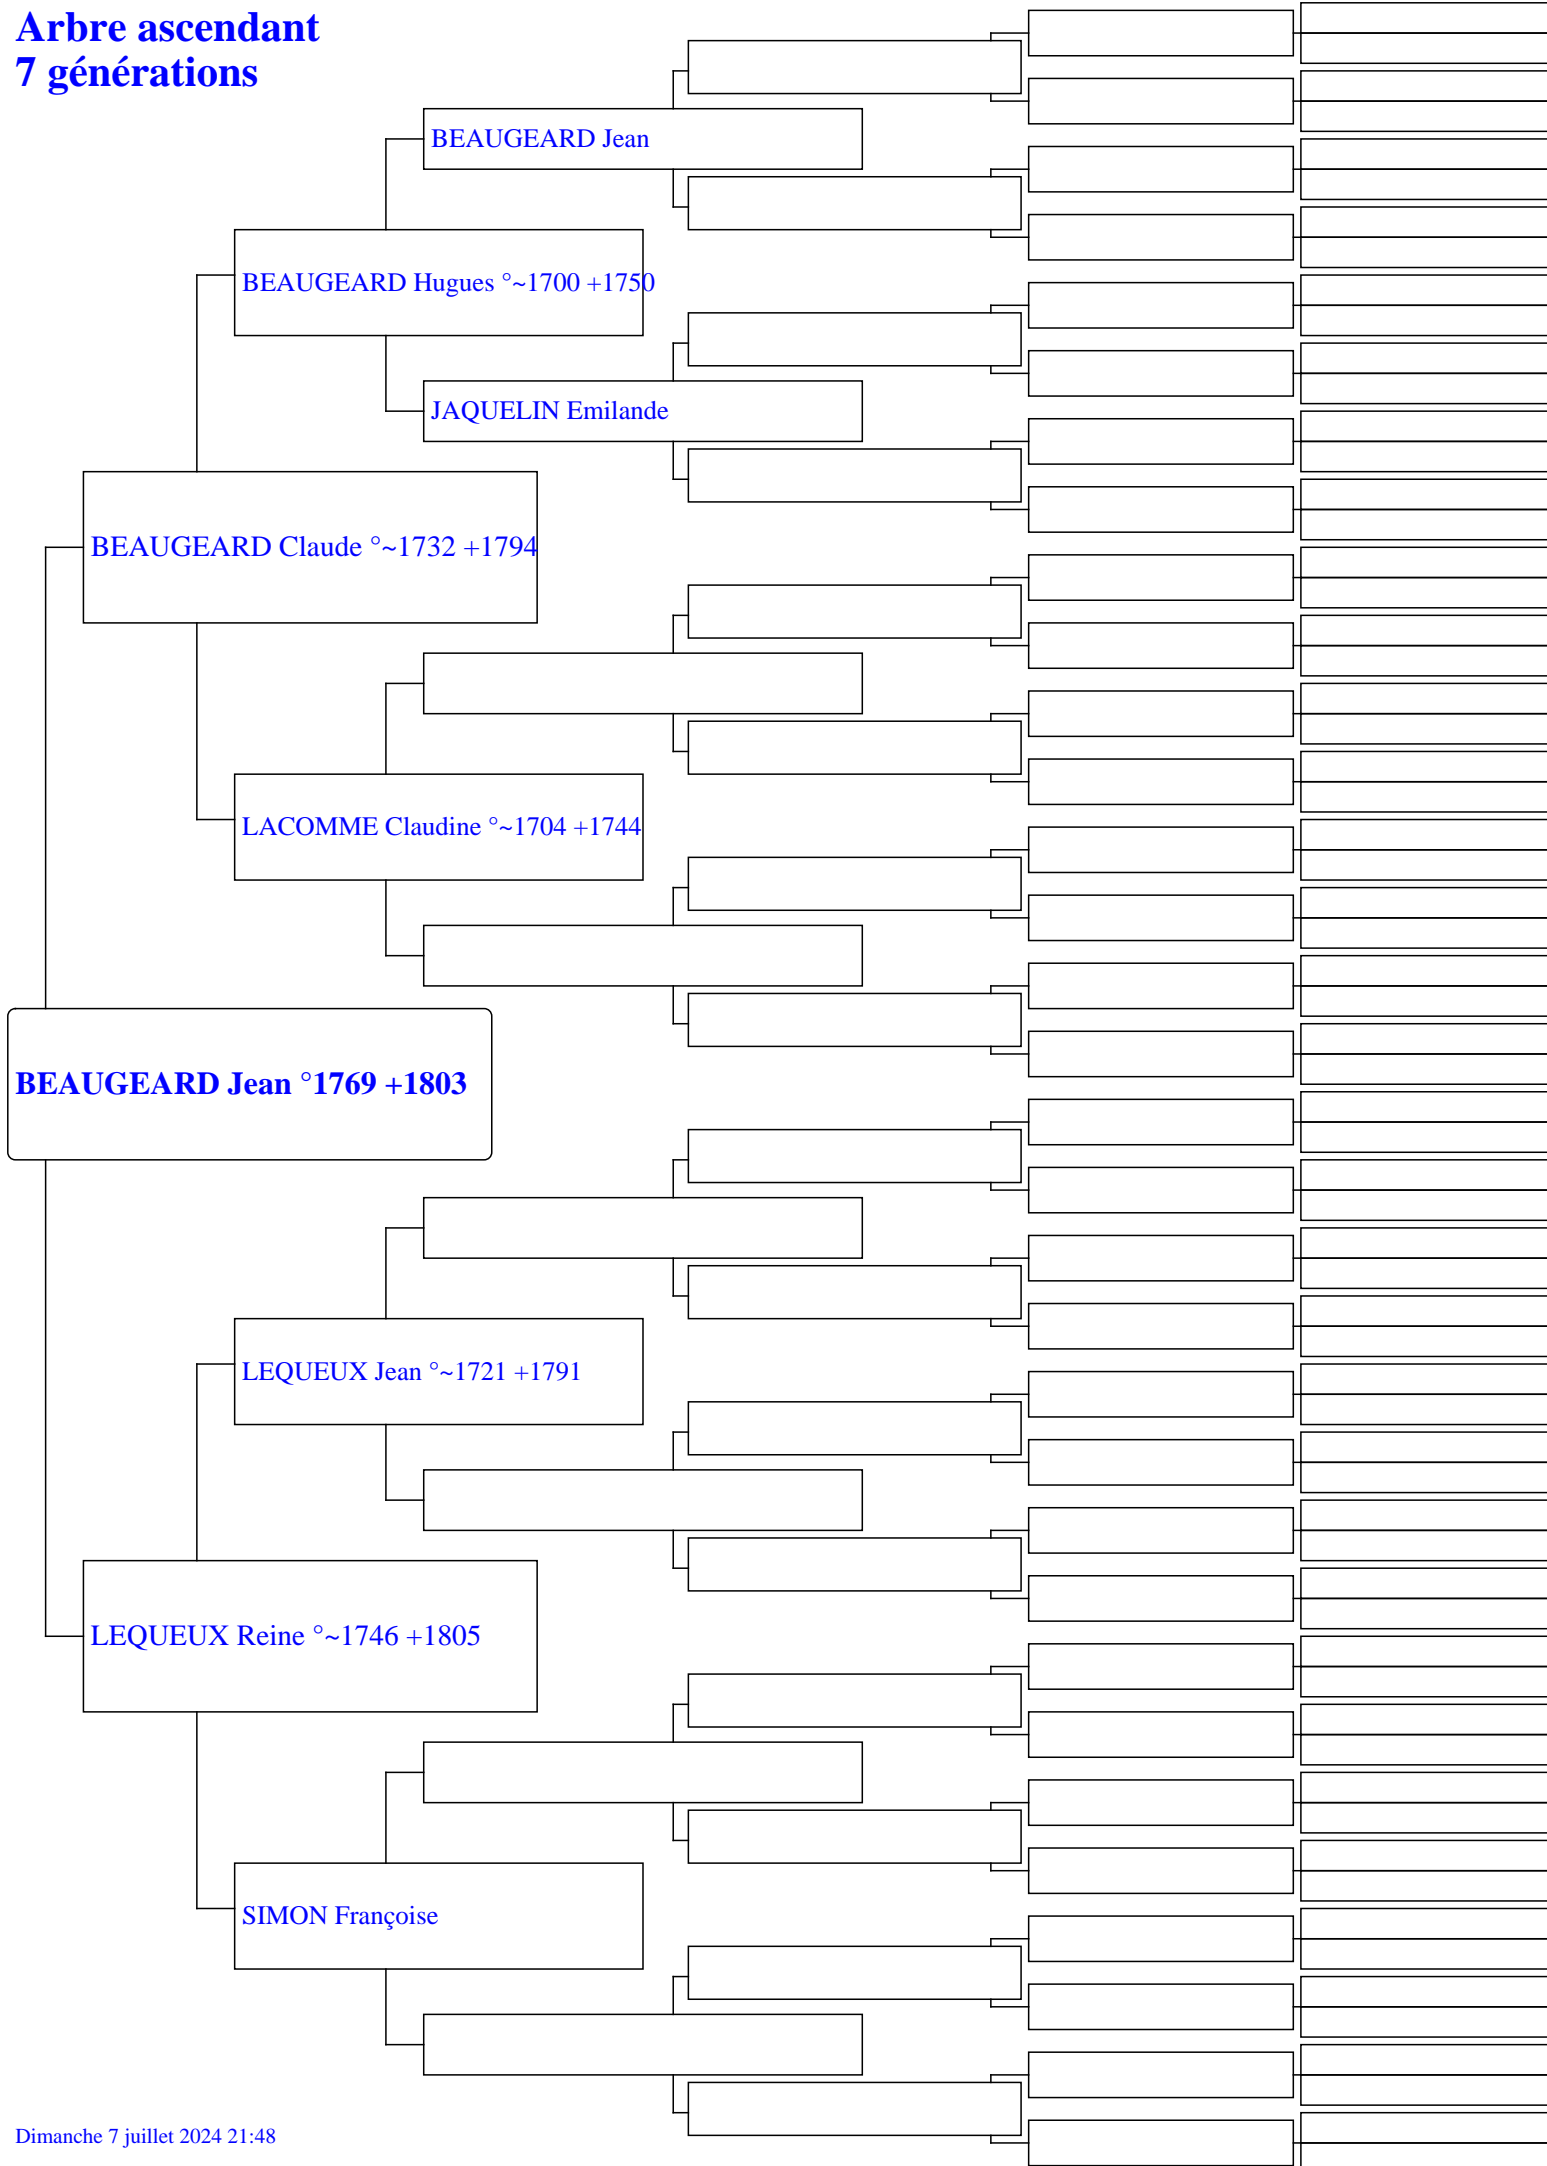 Arbre ascendant
7 générations
BEAUGEARD Jean
BEAUGEARD Hugues °~1700 +1750
JAQUELIN Emilande
BEAUGEARD Claude °~1732 +1794
LACOMME Claudine °~1704 +1744
BEAUGEARD Jean °1769 +1803
LEQUEUX Jean °~1721 +1791
LEQUEUX Reine °~1746 +1805
SIMON Françoise
Dimanche 7 juillet 2024 21:48